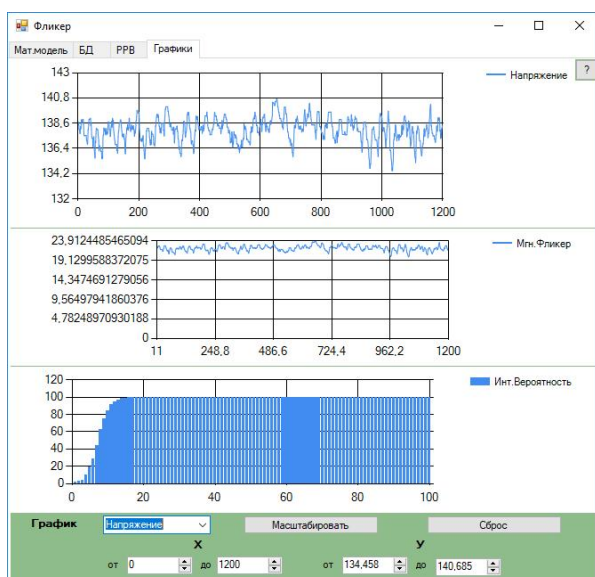 Фликер
Мат.модель БД РРВ Графики
?
143
140,8
138,6
136,4
134,2
132
0 200 400 600 800 1000 1200
Напряжение
23,9124485465094
19,1299588372075
14,3474691279056
9,56497941860376
4,78248970930188
0
11 248,8 486,6 724,4 962,2 1200
Мгн.Фликер
120
100
80
60
40
20
0
0 20 40 60 80 100
Инт.Вероятность
График Напряжение Масштабировать Сброс
X У
от 0 до 1200 от 134,458 до 140,685